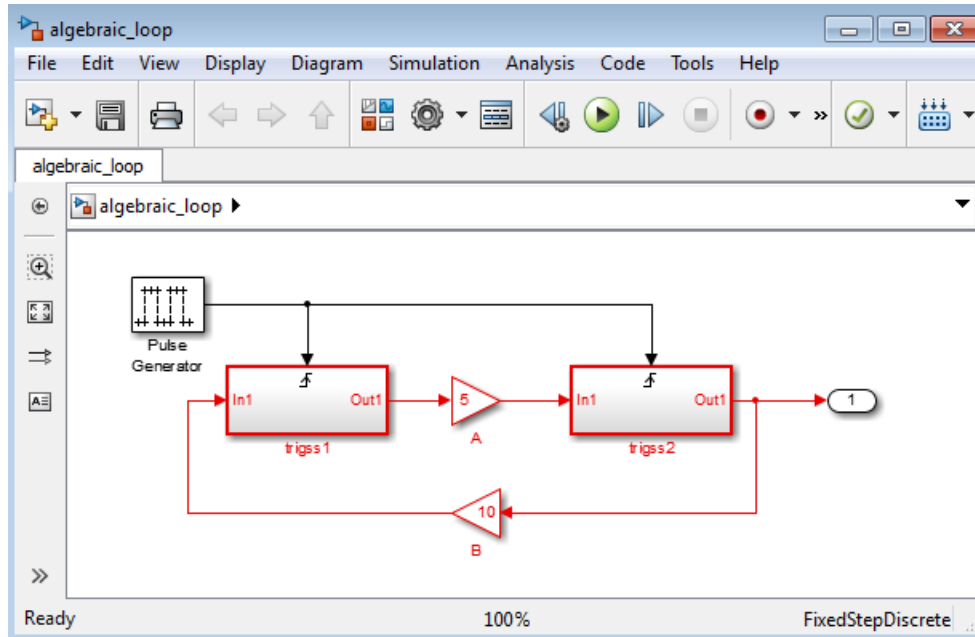 algebraic_loop
File Edit View Display Diagram Simulation Analysis Code Tools Help
algebraic_loop
algebraic_loop
Pulse
Generator
In1 Out1
trigss1
5
A
In1 Out1
trigss2
1
10
B
Ready 100% FixedStepDiscrete